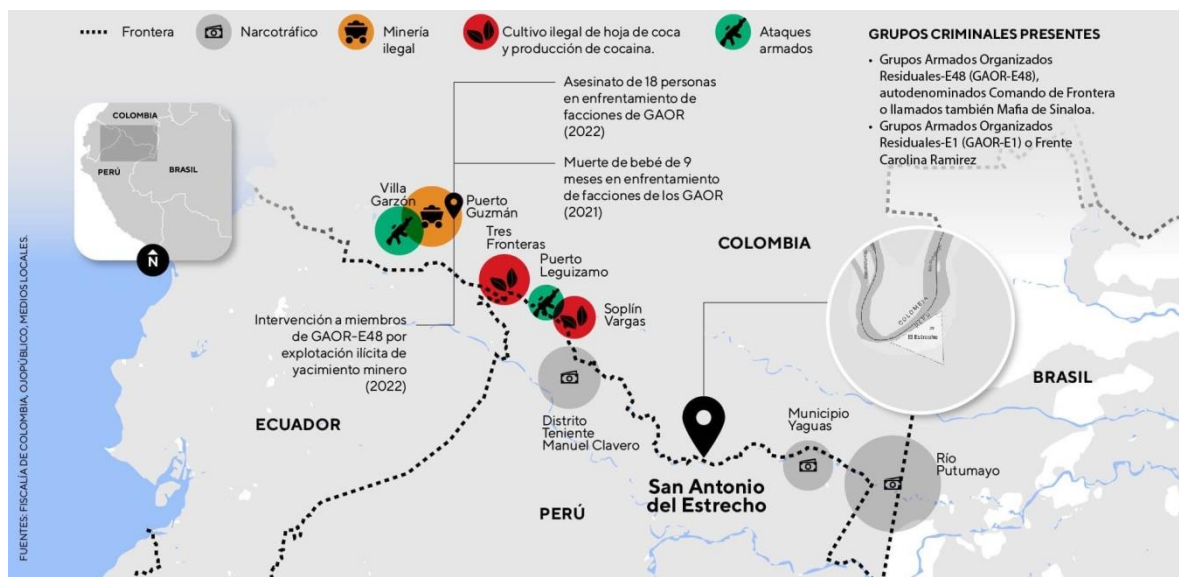 Frontera
Narcotráfico
Minería
ilegal
Cultivo ilegal de hoja de coca
y producción de cocaina.
Ataques
armados
GRUPOS CRIMINALES PRESENTES
• Grupos Armados Organizados
Residuales-E48 (GAOR-E48),
autodenominados Comando de Frontera
o llamados también Mafia de Sinaloa.
• Grupos Armados Organizados
Residuales-E1 (GAOR-E1) o Frente
Carolina Ramirez
COLOMBIA
PERÚ
BRASIL
N
Asesinato de 18 personas
en enfrentamiento de
facciones de GAOR
(2022)
Muerte de bebé de 9
meses en enfrentamiento
de facciones de los GAOR
(2021)
Villa
Garzón
Puerto
Guzmán
Tres
Fronteras
Puerto
Leguizamo
Soplín
Vargas
COLOMBIA
COLOMBIA
PERÚ
El Estrecho
Intervención a miembros
de GAOR-E48 por
explotación ilícita de
yacimiento minero
(2022)
BRASIL
ECUADOR
Distrito
Teniente
Manuel Clavero
Municipio
Yaguas
Río
Putumayo
San Antonio
del Estrecho
PERÚ
FUENTES: FISCALÍA DE COLOMBIA, OJOPÚBLICO, MEDIOS LOCALES.